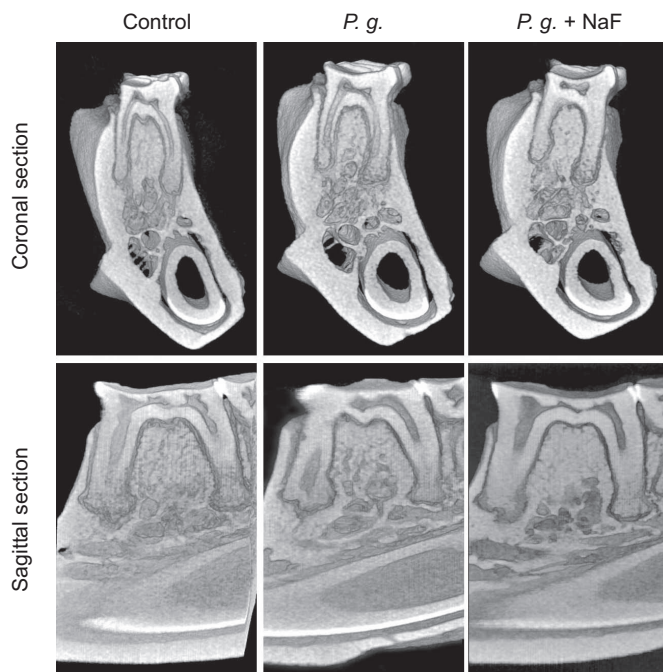 Control
P. g.
P. g. + NaF
Coronal section
Sagittal section